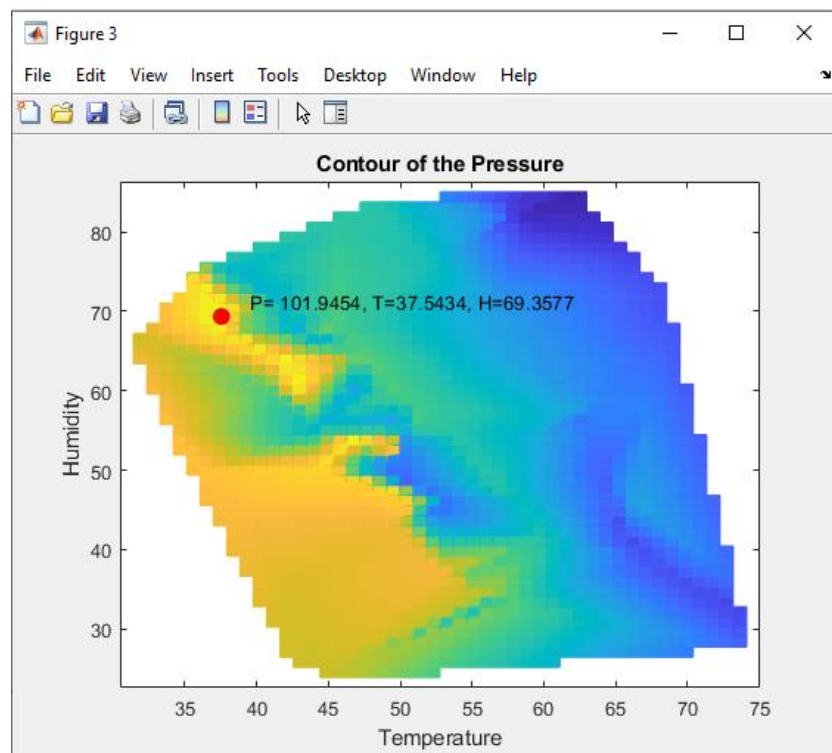 Figure 3
File Edit View Insert Tools Desktop Window Help
Contour of the Pressure
80
70
60
50
40
30
P= 101.9454, T=37.5434, H=69.3577
Humidity
35 40 45 50 55 60 65 70 75
Temperature